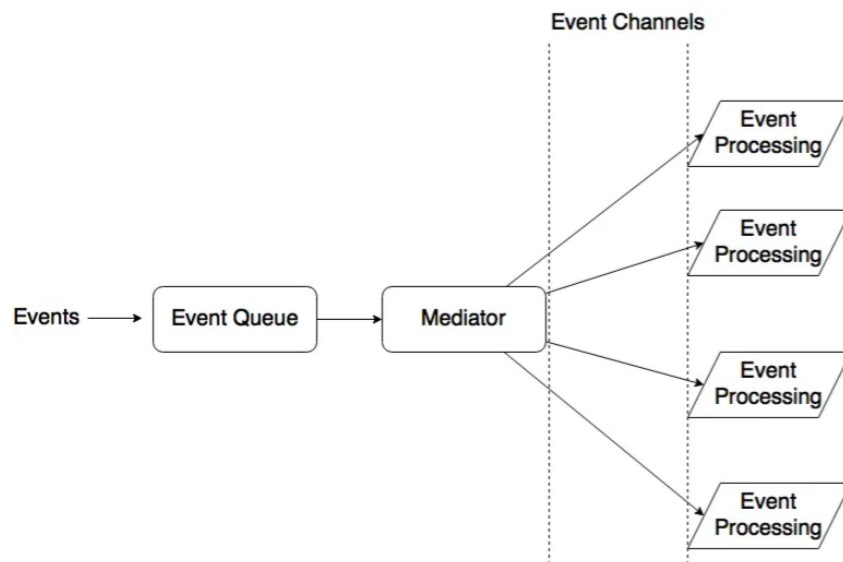 Event Channels
Event
Processing
Event
Processing
Events
Event Queue
Mediator
Event
Processing
Event
Processing